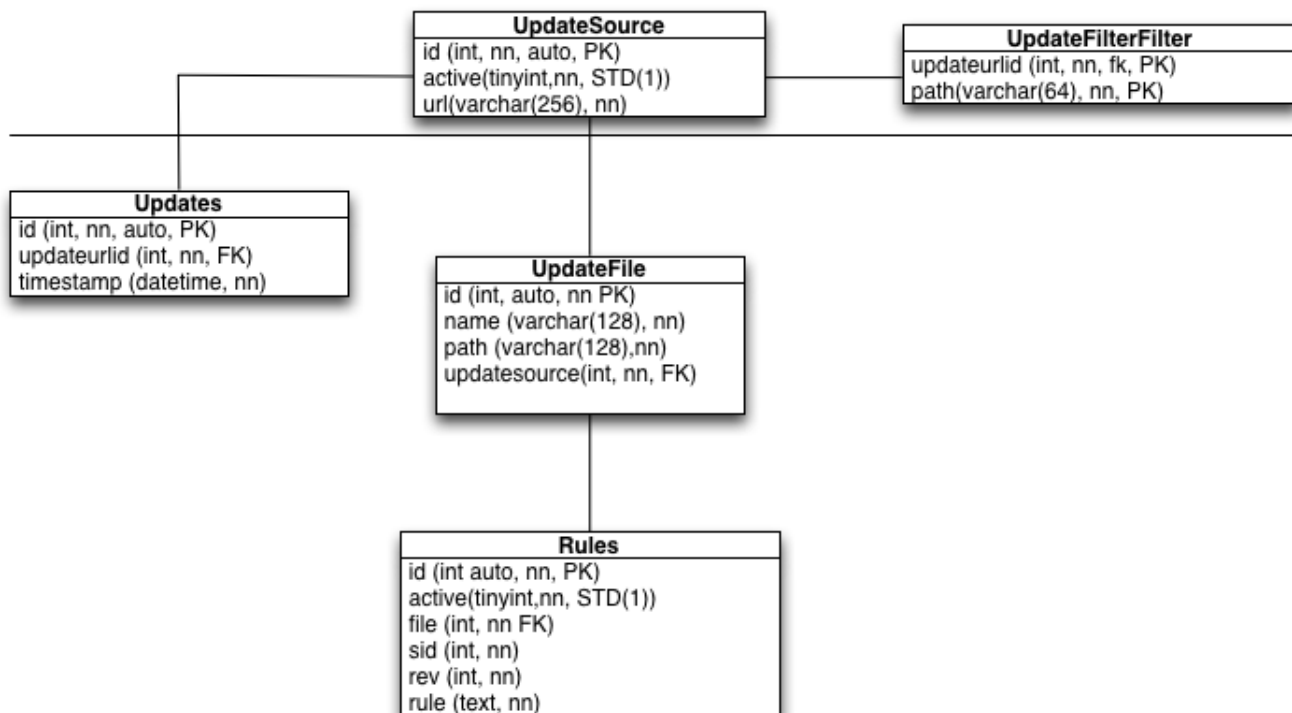 UpdateSource
id (int, nn, auto, PK)
active(tinyint,nn, STD(1))
url(varchar(256), nn)
UpdateFilterFilter
updateurlid (int, nn, fk, PK)
path(varchar(64), nn, PK)
Updates
id (int, nn, auto, PK)
updateurlid (int, nn, FK)
timestamp (datetime, nn)
UpdateFile
id (int, auto, nn PK)
name (varchar(128), nn)
path (varchar(128),nn)
updatesource(int, nn, FK)
Rules
id (int auto, nn, PK)
active(tinyint,nn, STD(1))
file (int, nn FK)
sid (int, nn)
rev (int, nn)
rule (text, nn)